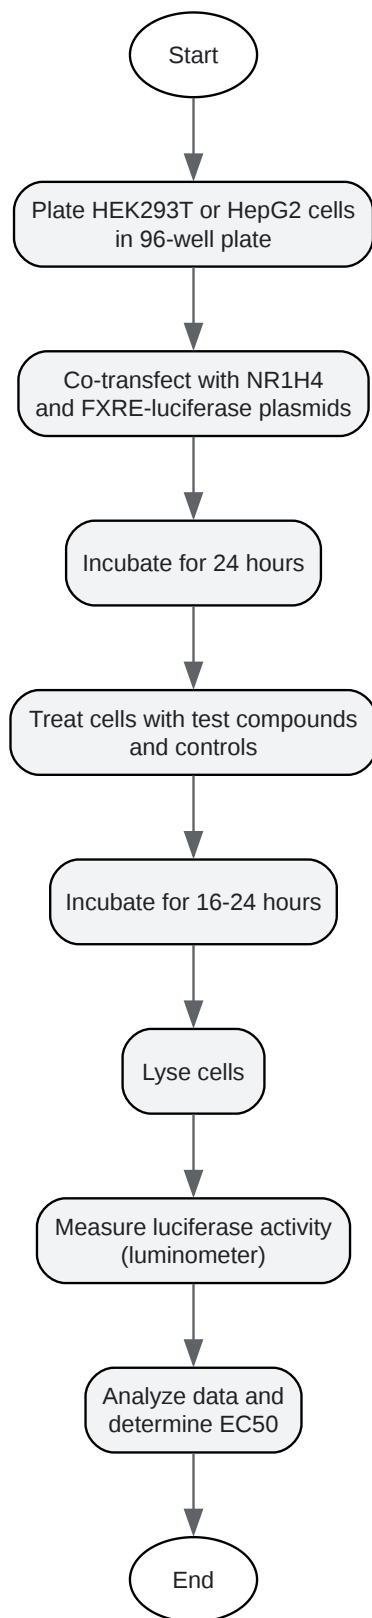 Start
Plate HEK293T or HepG2 cells
in 96-well plate
Co-transfect with NR1H4
and FXRE-luciferase plasmids
Incubate for 24 hours
Treat cells with test compounds
and controls
Incubate for 16-24 hours
Lyse cells
Measure luciferase activity
(luminometer)
Analyze data and
determine EC50
End